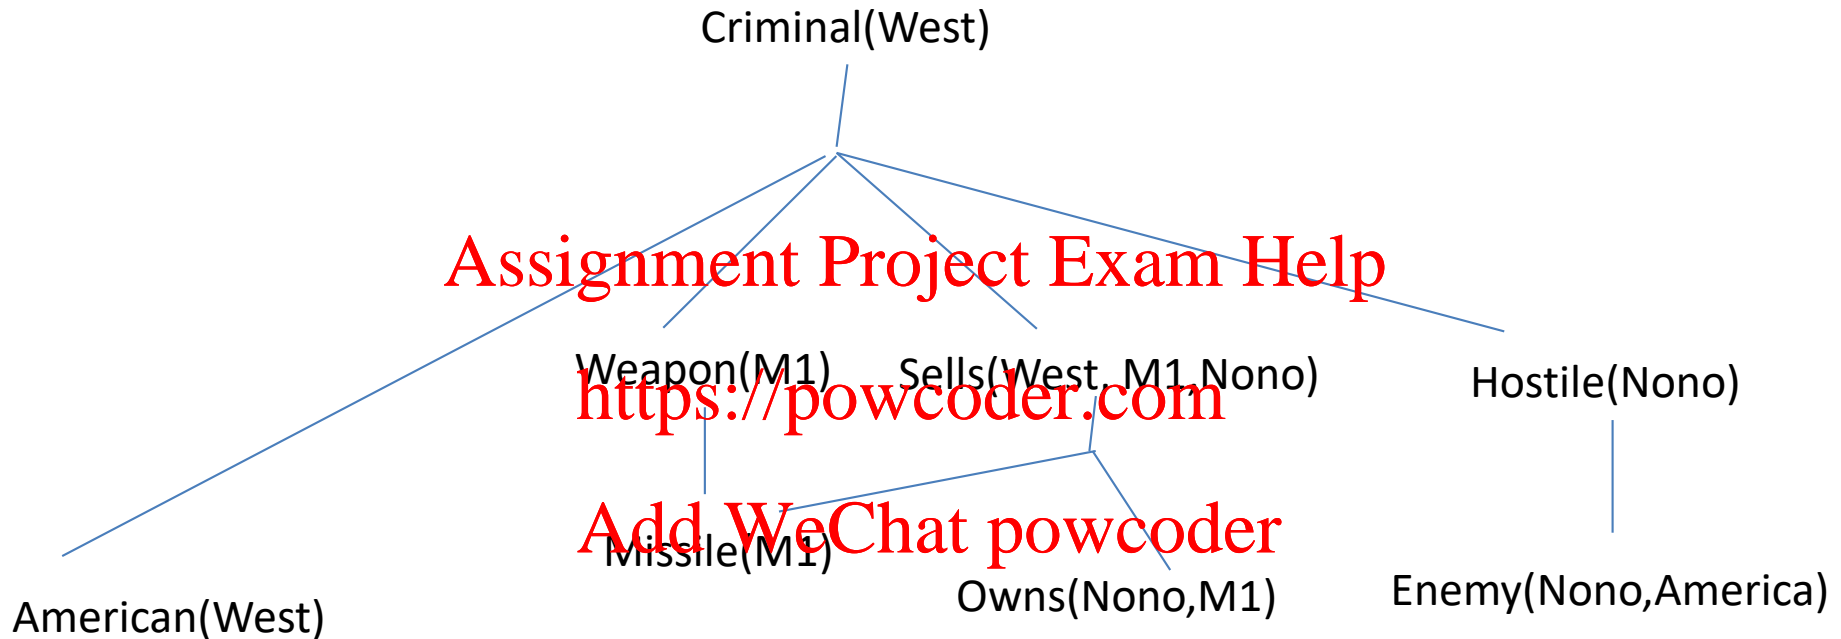 Criminal(West)
Assignment Project Exam Help
Weapon(M1)
Sells(West, M1,Nono)
Hostile(Nono)
https://powcoder.com
Add WeChat powcoder
Missile(M1)
Owns(Nono,M1)
Enemy(Nono,America)
American(West)